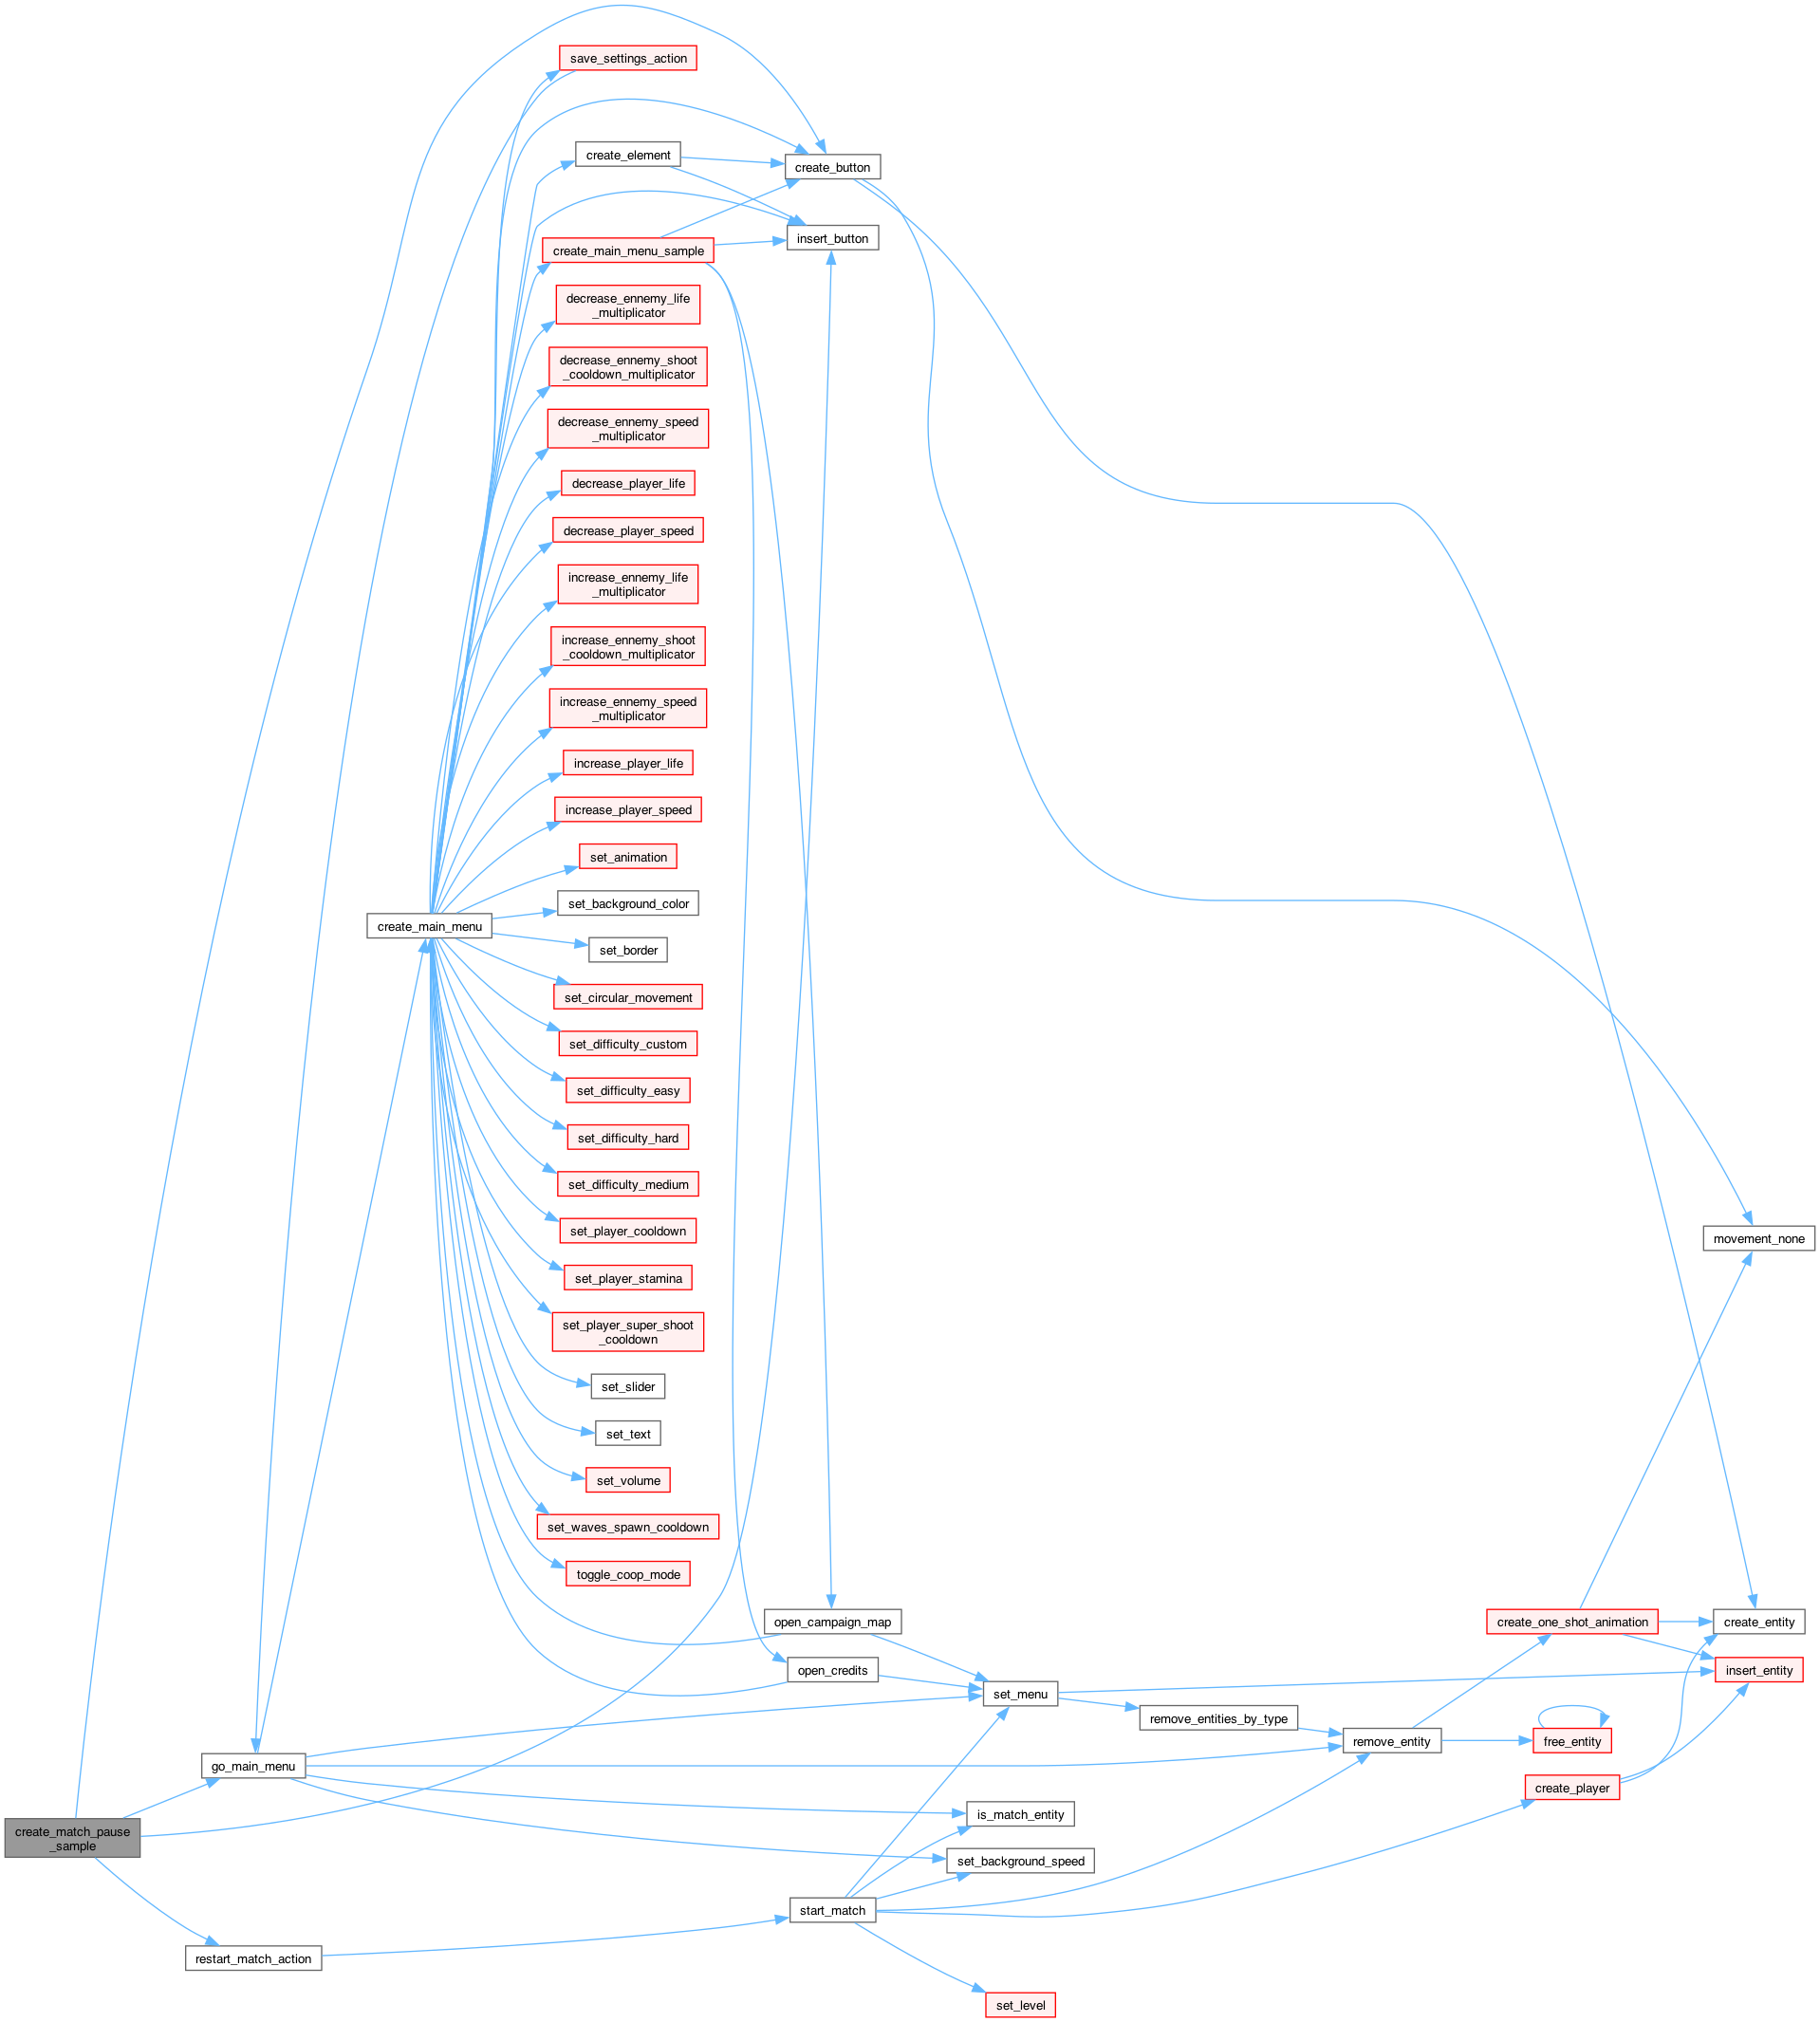 save_settings_action
create_element
create_button
insert_button
create_main_menu_sample
decrease_ennemy_life
_multiplicator
decrease_ennemy_shoot
_cooldown_multiplicator
decrease_ennemy_speed
_multiplicator
decrease_player_life
decrease_player_speed
increase_ennemy_life
_multiplicator
increase_ennemy_shoot
_cooldown_multiplicator
increase_ennemy_speed
_multiplicator
increase_player_life
increase_player_speed
set_animation
set_background_color
create_main_menu
set_border
set_circular_movement
set_difficulty_custom
set_difficulty_easy
set_difficulty_hard
set_difficulty_medium
set_player_cooldown
movement_none
set_player_stamina
set_player_super_shoot
_cooldown
set_slider
set_text
set_volume
set_waves_spawn_cooldown
toggle_coop_mode
open_campaign_map
create_one_shot_animation
create_entity
open_credits
insert_entity
set_menu
remove_entities_by_type
remove_entity
free_entity
go_main_menu
create_player
is_match_entity
create_match_pause
_sample
set_background_speed
start_match
restart_match_action
set_level